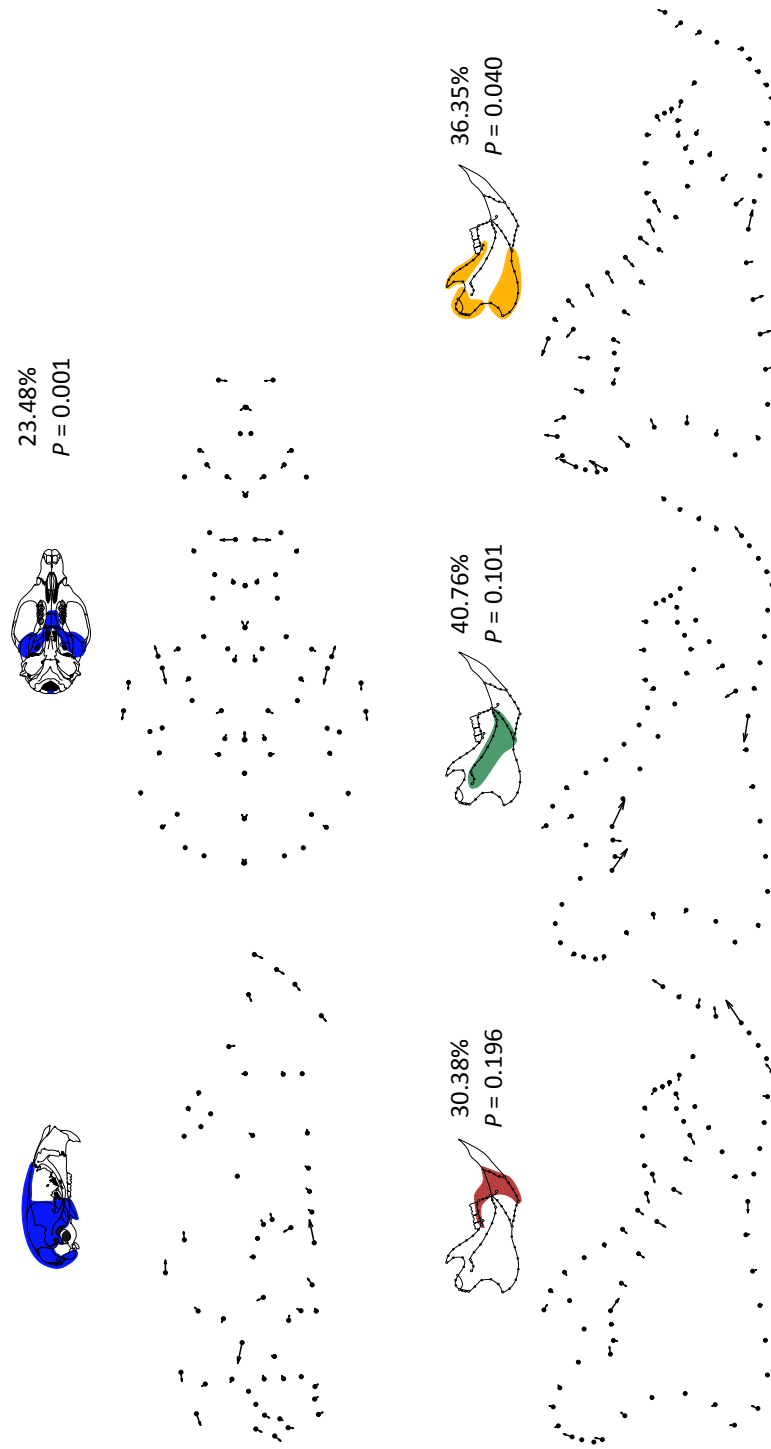 23.48%
P = 0.001
30.38%
P = 0.196
40.76%
P = 0.101
36.35%
P = 0.040